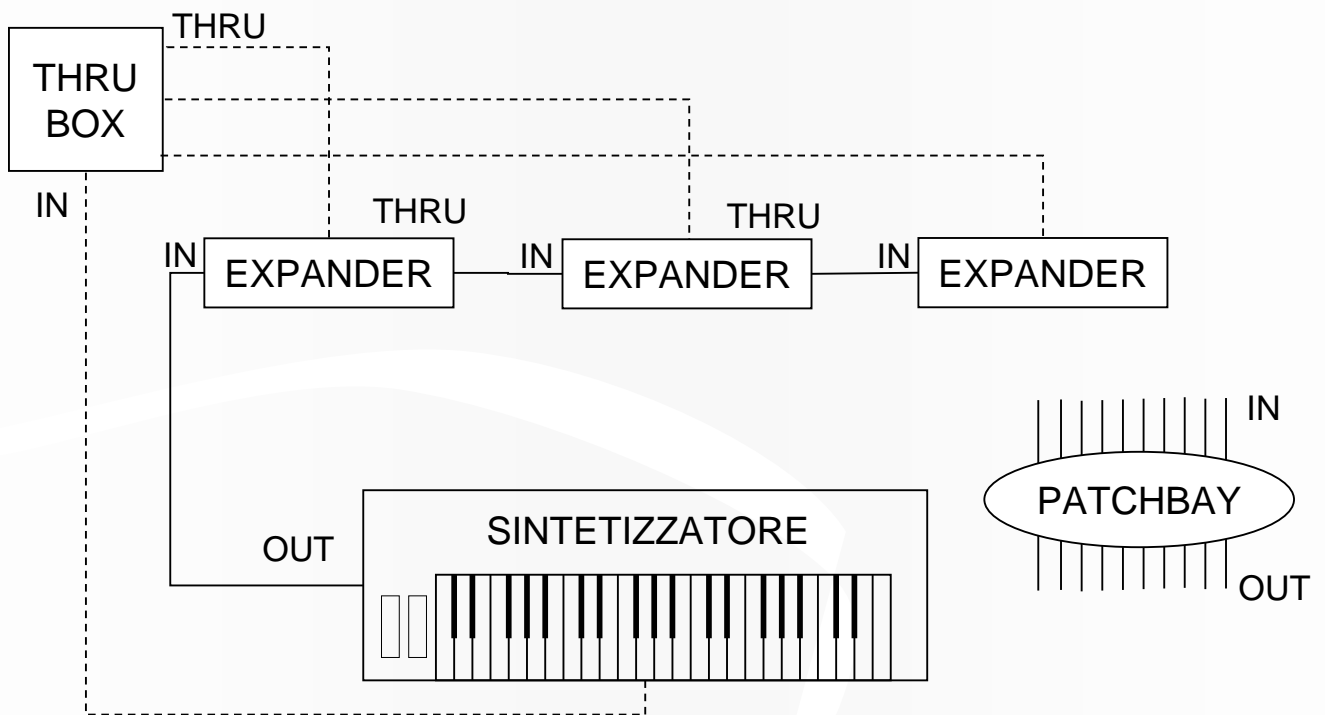 THRU
THRU
BOX
IN
THRU
THRU
IN
EXPANDER
IN
EXPANDER
IN
EXPANDER
IN
PATCHBAY
OUT
SINTETIZZATORE
OUT